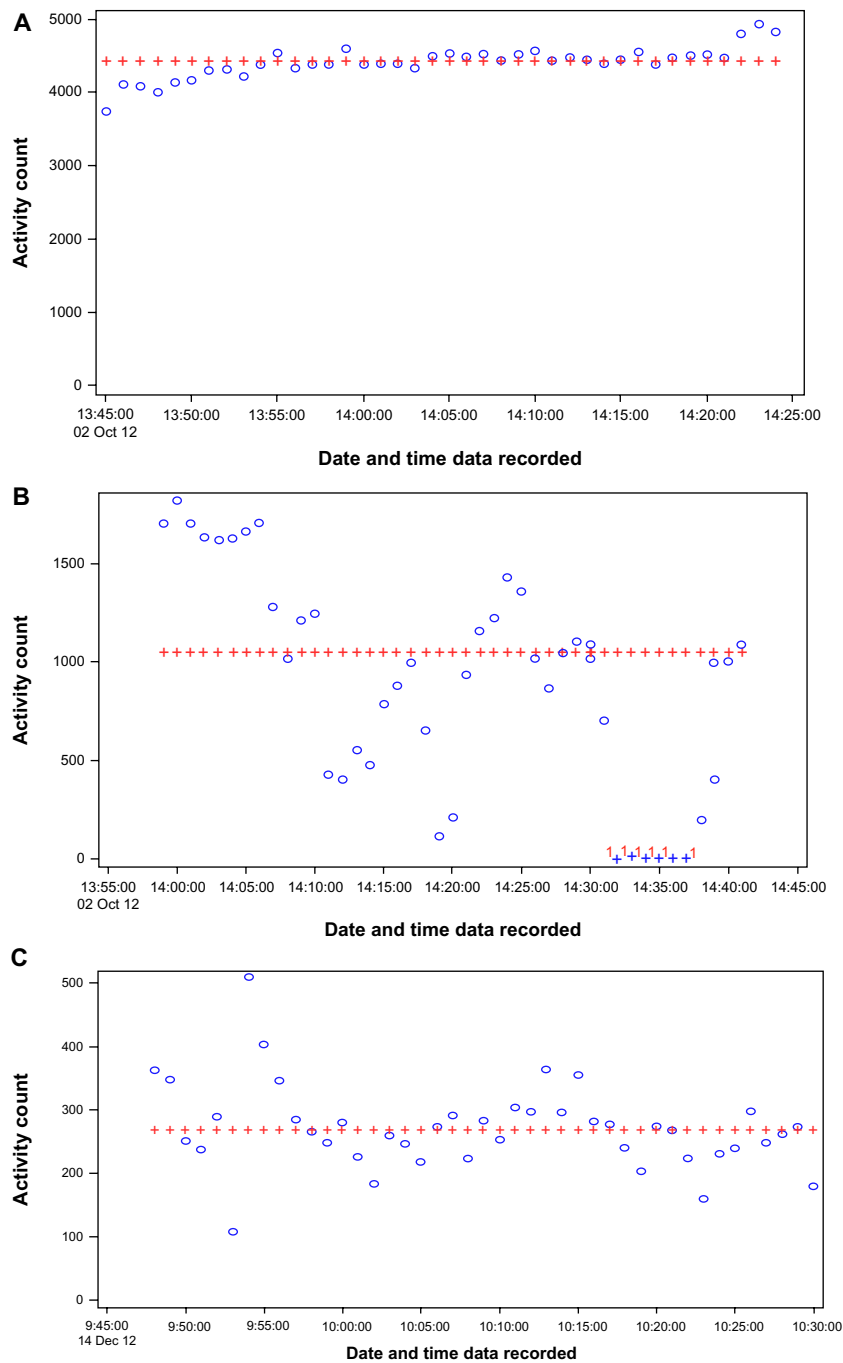 A
Activity count
5000
4000
3000
2000
1000
0
13:45:00 13:50:00 13:55:00 14:00:00 14:05:00 14:10:00 14:15:00 14:20:00 14:25:00
02 Oct 12
Date and time data recorded
B
Activity count
1500
1000
500
0
1 1 1 1 1 1
13:55:00 14:00:00 14:05:00 14:10:00 14:15:00 14:20:00 14:25:00 14:30:00 14:35:00 14:40:00 14:45:00
02 Oct 12
Date and time data recorded
C
Activity count
500
400
300
200
100
0
9:45:00 9:50:00 9:55:00 10:00:00 10:05:00 10:10:00 10:15:00 10:20:00 10:25:00 10:30:00
14 Dec 12
Date and time data recorded